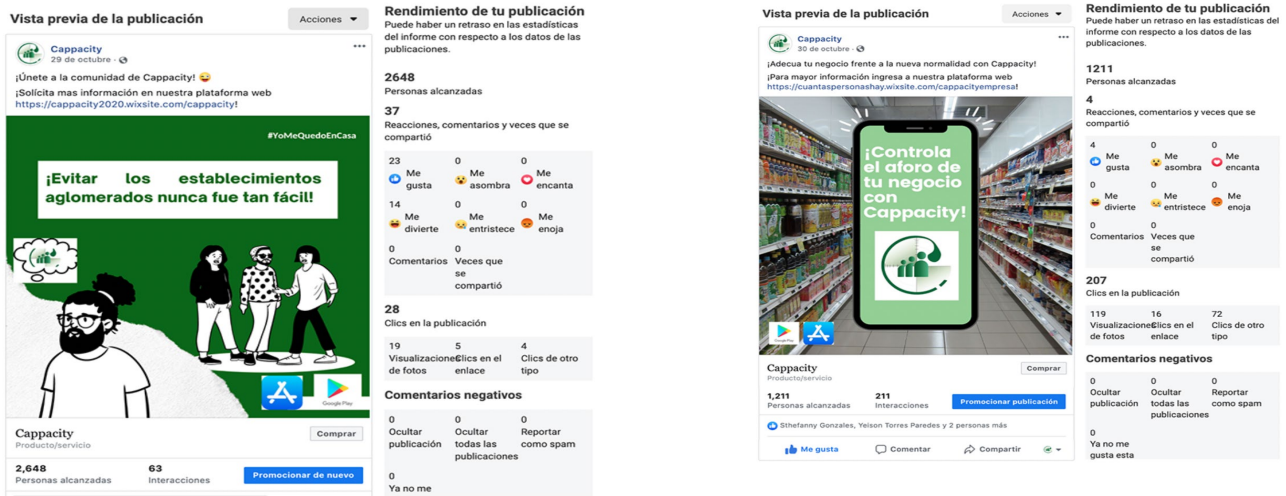 Vista previa de la publicación
Acciones
Cappacity
29 de octubre ·
¡Únete a la comunidad de Cappacity!
¡Solícita mas información en nuestra plataforma web
https://cappacity2020.wixsite.com/cappacity!
#YoMeQuedoEnCasa
¡Evitar los establecimientos
aglomerados nunca fue tan fácil!
Google Play
Cappacity
Producto/servicio
Comprar
2,648
Personas alcanzadas
63
Interacciones
Promocionar de nuevo
Rendimiento de tu publicación
Puede haber un retraso en las estadísticas
del informe con respecto a los datos de las
publicaciones.
2648
Personas alcanzadas
37
Reacciones, comentarios y veces que se
compartió
23 Me gusta
0 Me asombra
0 Me encanta
14 Me divierte
0 Me entristece
0 Me enoja
0 Comentarios
0 Veces que se compartió
28
Clics en la publicación
19 Visualizaciones de fotos
5 Clics en el enlace
4 Clics de otro tipo
Comentarios negativos
0 Ocultar publicación
0 Ocultar todas las publicaciones
0 Reportar como spam
0
Ya no me
Vista previa de la publicación
Acciones
Cappacity
30 de octubre ·
¡Adecua tu negocio frente a la nueva normalidad con Cappacity!
¡Para mayor información ingresa a nuestra plataforma web
https://cuantaspersonashay.wixsite.com/cappacityempresa!
¡Controla
el aforo de
tu negocio
con
Cappacity!
Google Play
Cappacity
Producto/servicio
Comprar
1,211
Personas alcanzadas
211
Interacciones
Promocionar publicación
Sthefanny Gonzales, Yeison Torres Paredes y 2 personas más
Me gusta
Comentar
Compartir
Rendimiento de tu publicación
Puede haber un retraso en las estadísticas del
informe con respecto a los datos de las
publicaciones.
1211
Personas alcanzadas
4
Reacciones, comentarios y veces que se
compartió
4 Me gusta
0 Me asombra
0 Me encanta
0 Me divierte
0 Me entristece
0 Me enoja
0 Comentarios
0 Veces que se compartió
207
Clics en la publicación
119 Visualizaciones de fotos
16 Clics en el enlace
72 Clics de otro tipo
Comentarios negativos
0 Ocultar publicación
0 Ocultar todas las publicaciones
0 Reportar como spam
0
Ya no me
gusta esta